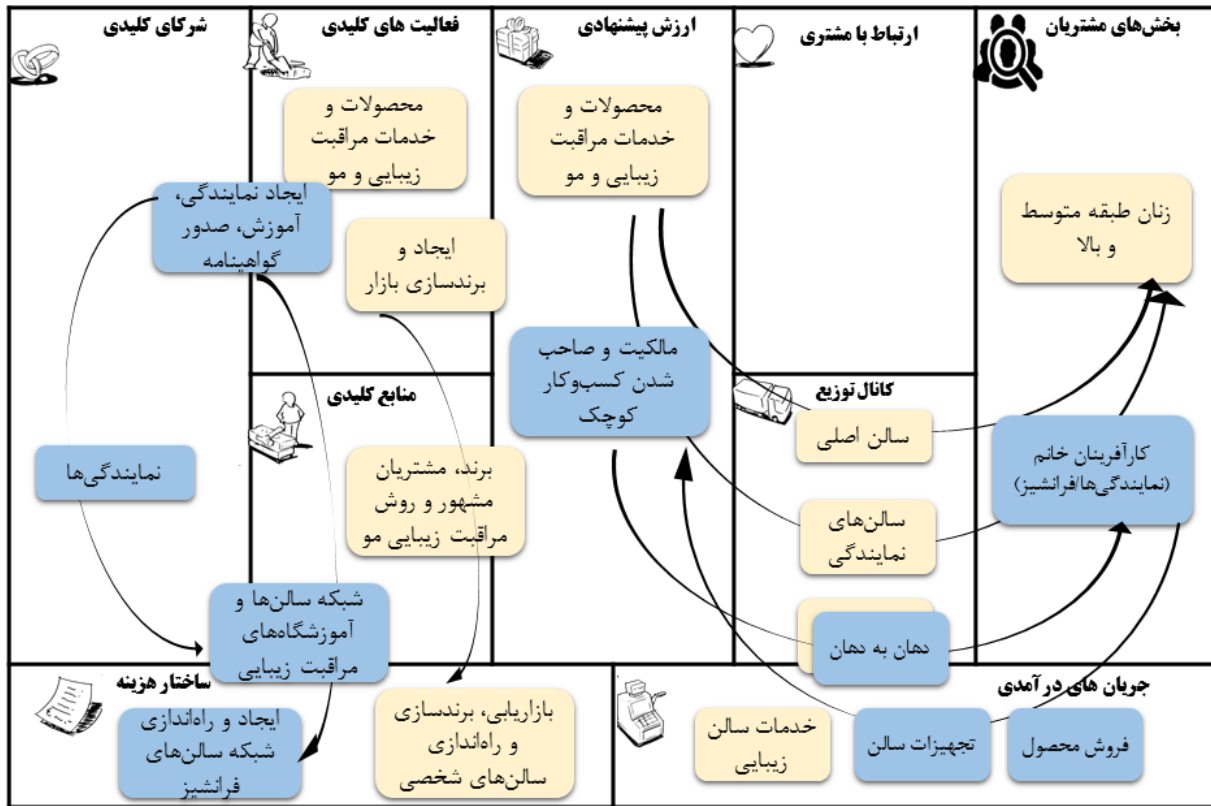 بخش‌های مشتریان
زنان طبقه متوسط
و بالا
کارآفرینان خانم
(نمایندگی‌ها/فرانشیز)
ارتباط با مشتری
کانال توزیع
سالن اصلی
سالن‌های
نمایندگی
دهان به دهان
ارزش پیشنهادی
محصولات و
خدمات مراقبت
زیبایی و مو
مالکیت و صاحب
شدن کسب‌وکار
کوچک
فعالیت های کلیدی
محصولات و
خدمات مراقبت
زیبایی و مو
ایجاد و
برندسازی بازار
ایجاد نمایندگی،
آموزش، صدور
گواهینامه
منابع کلیدی
برند، مشتریان
مشهور و روش
مراقبت زیبایی مو
شبکه سالن‌ها و
آموزشگاه‌های
مراقبت زیبایی
شرکای کلیدی
نمایندگی‌ها
جریان های درآمدی
فروش محصول
تجهیزات سالن
خدمات سالن
زیبایی
ساختار هزینه
بازاریابی، برندسازی
و راه‌اندازی
سالن‌های شخصی
ایجاد و راه‌اندازی
شبکه سالن‌های
فرانشیز